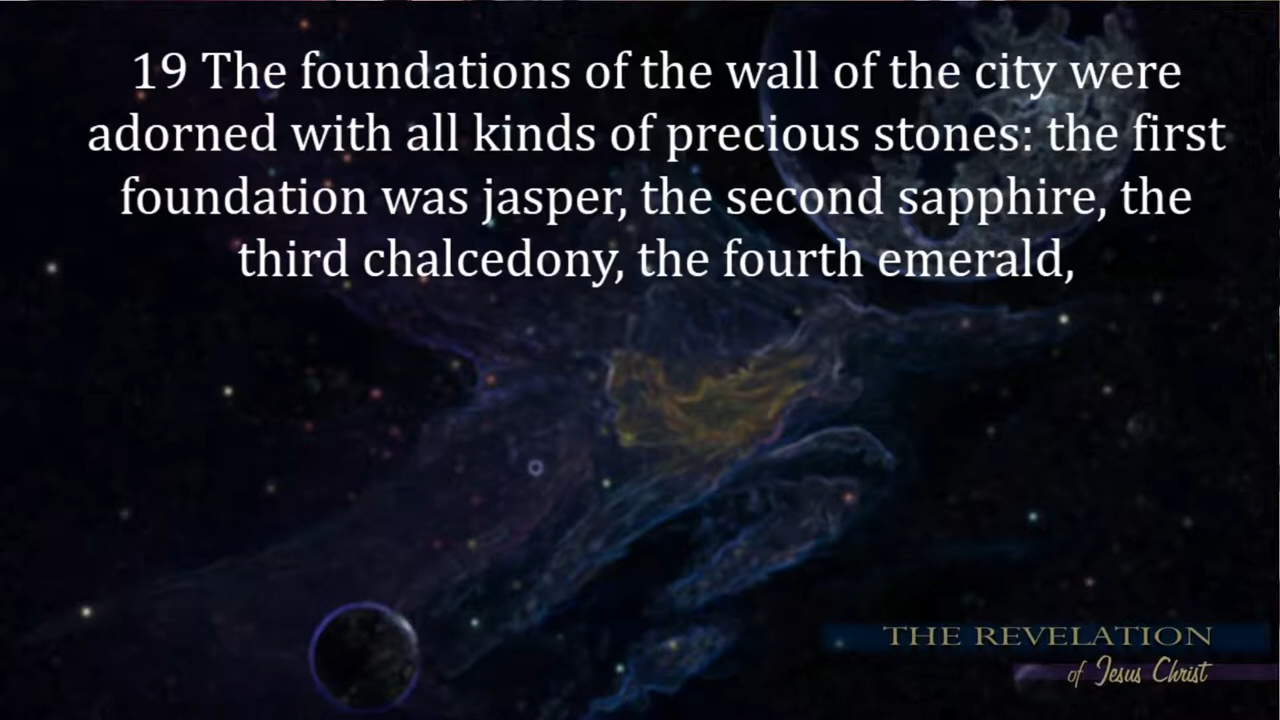 19 The foundations of the wall of the city were
adorned with all kinds of precious stones: the first
foundation was jasper, the second sapphire, the
third chalcedony, the fourth emerald,
THE REVELATION
of Jesus Christ